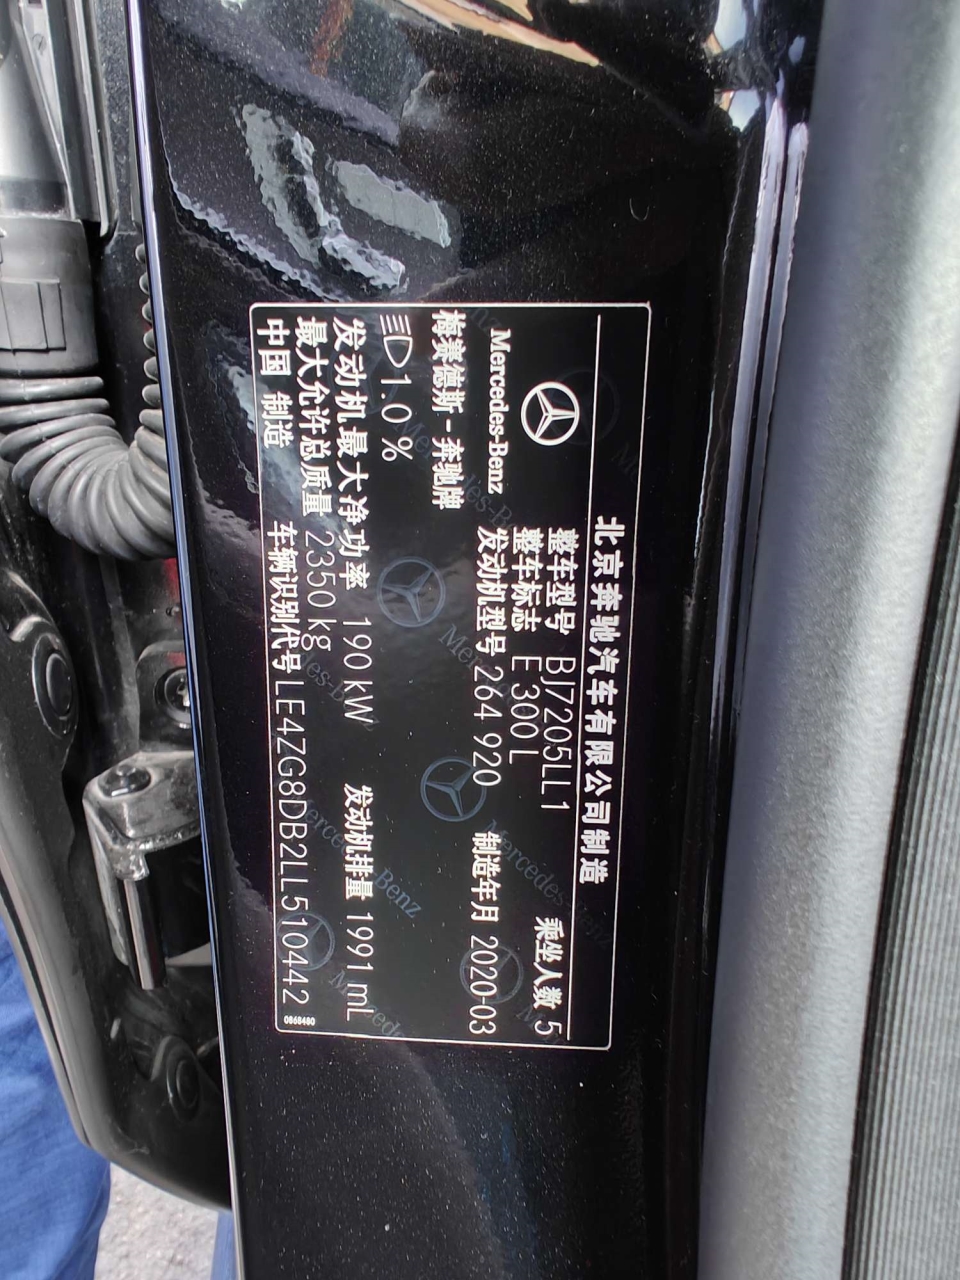 北京奔驰汽车有限公司制造
Mercedes-Benz
整车型号 BJ7205LL1 乘坐人数 5
整车标志 E 300 L
梅赛德斯-奔驰牌 发动机型号 264 920 制造年月 2020-03
1.0 %
发动机最大净功率 190 kW 发动机排量 1991 mL
最大允许总质量 2350 kg
中国 制造 车辆识别代号 LE4ZG8DB2LL510442
0868480